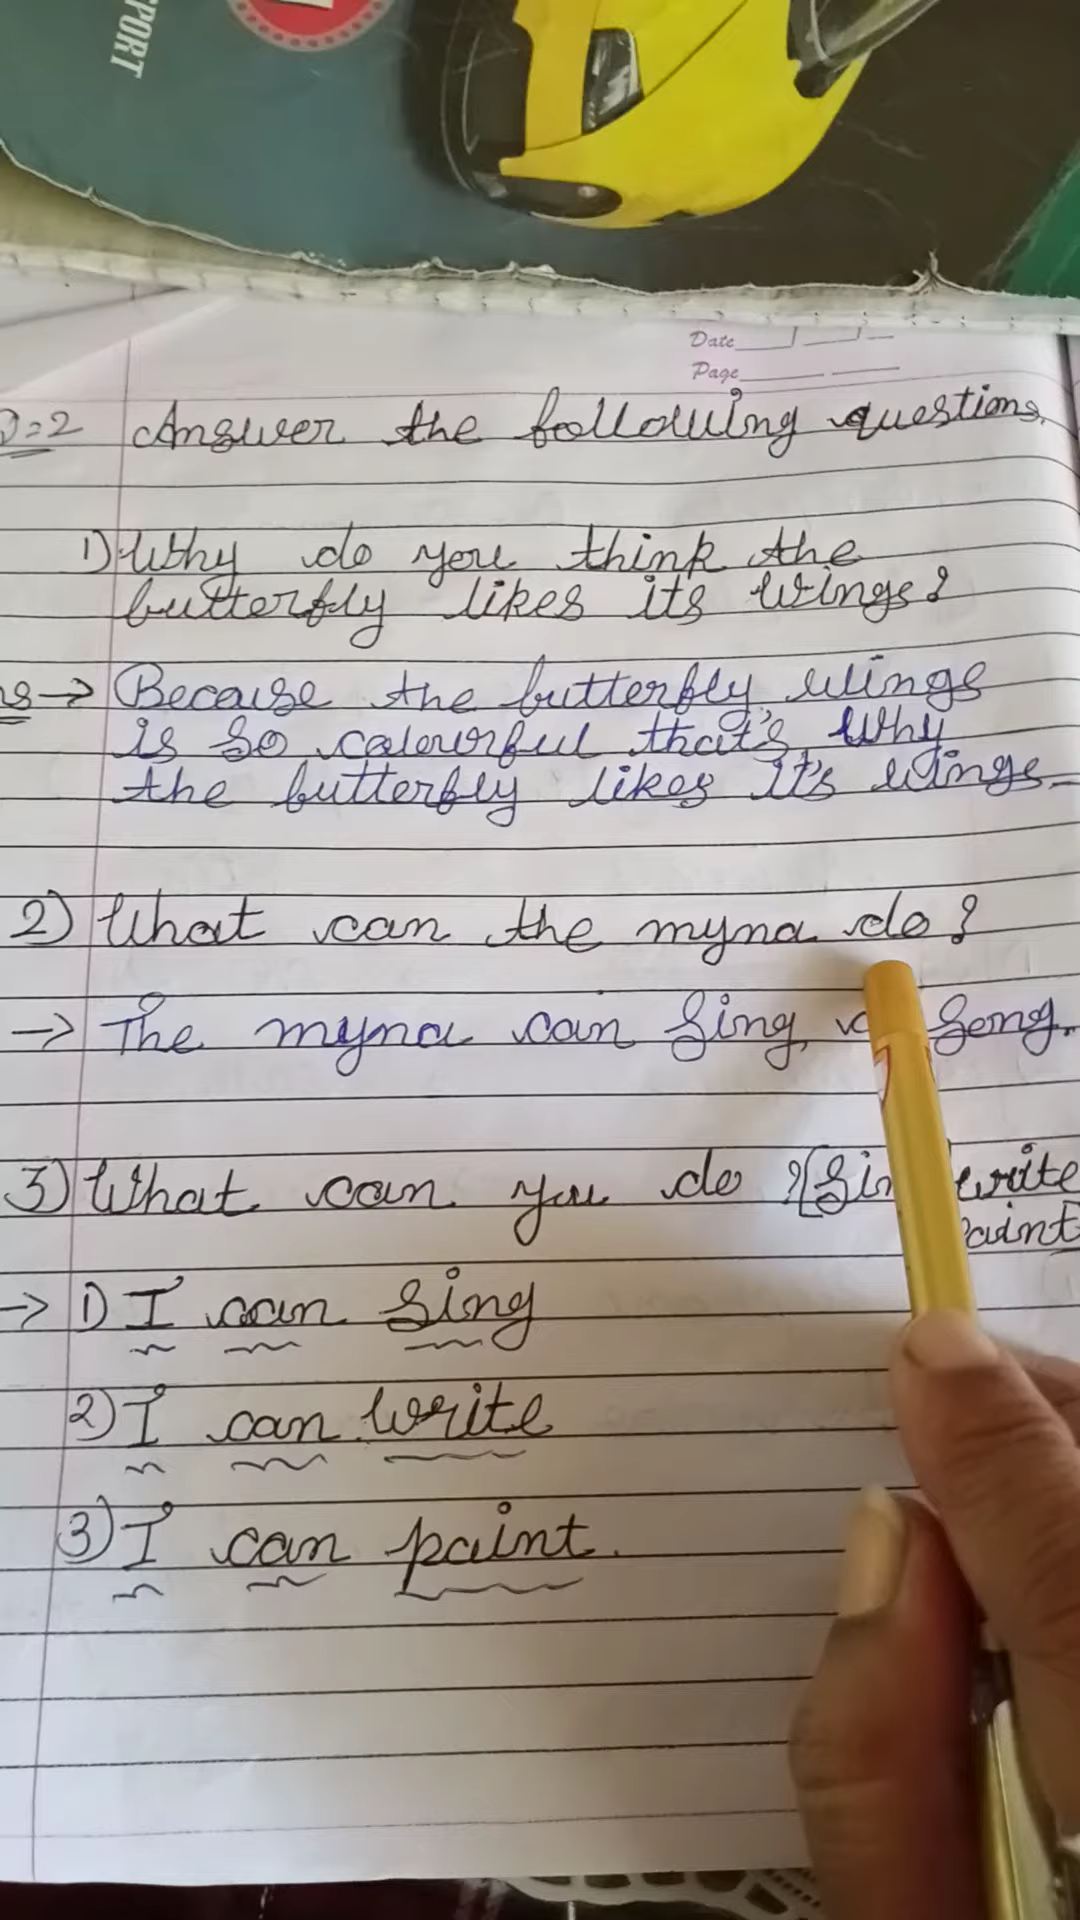 SPORT
Date
Page
Q=2 Answer the following questions.
1) Why do you think the
butterfly likes its wings?
Because the butterfly wings
is so colourful that's why
the butterfly likes it's wings.
2) What can the myna do?
→ The myna can sing a song.
3) What can you do? [write
→ 1) I can sing
2) I can write
3) I can paint.